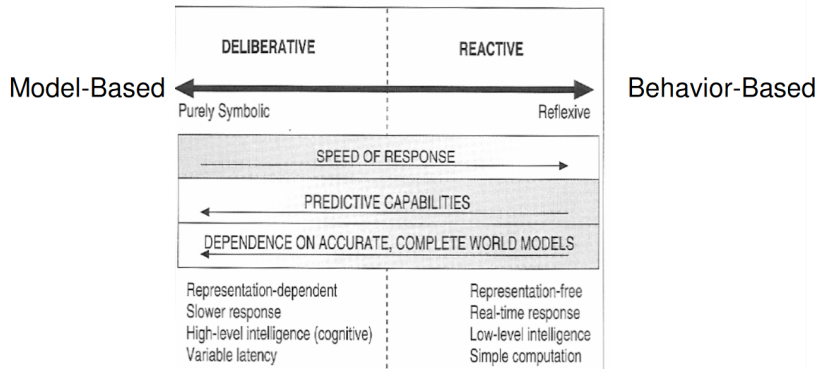 DELIBERATIVE REACTIVE
Model-Based Behavior-Based
Purely Symbolic Reflexive
SPEED OF RESPONSE
PREDICTIVE CAPABILITIES
DEPENDENCE ON ACCURATE, COMPLETE WORLD MODELS
Representation-dependent
Slower response
High-level intelligence (cognitive)
Variable latency
Representation-free
Real-time response
Low-level intelligence
Simple computation